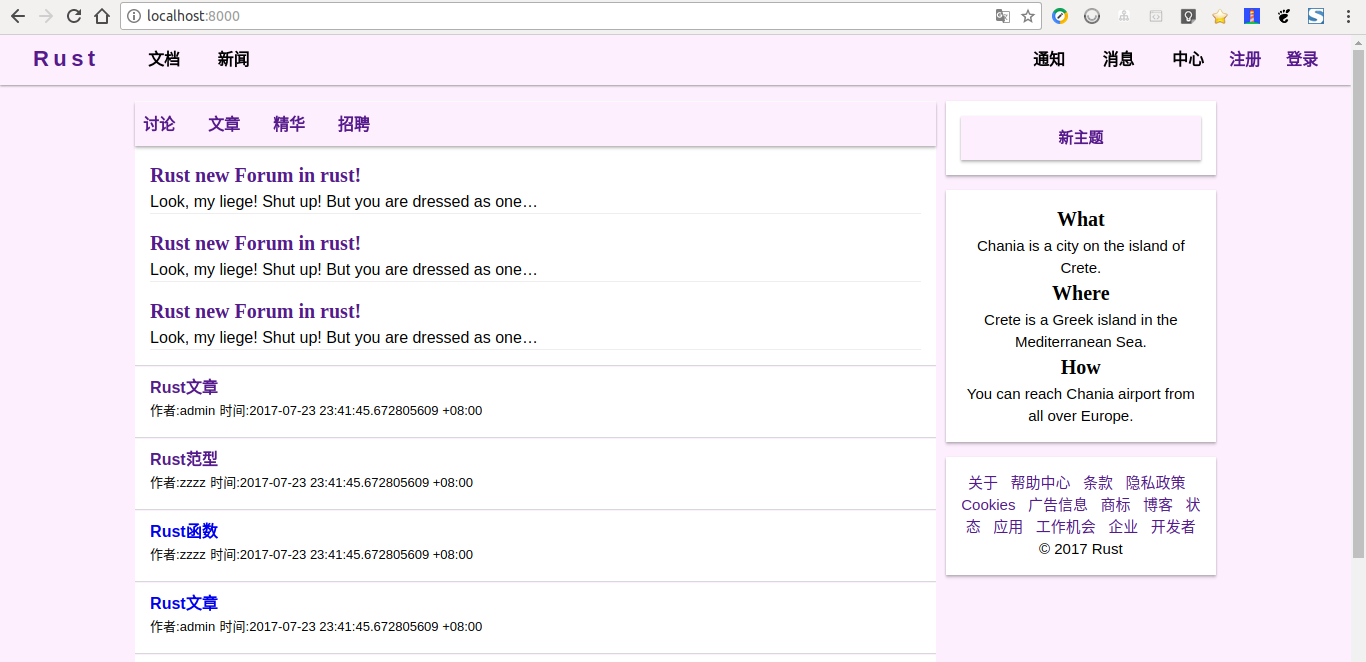 localhost:8000
Rust 文档 新闻 通知 消息 中心 注册 登录
讨论 文章 精华 招聘
Rust new Forum in rust!
Look, my liege! Shut up! But you are dressed as one…
Rust new Forum in rust!
Look, my liege! Shut up! But you are dressed as one…
Rust new Forum in rust!
Look, my liege! Shut up! But you are dressed as one…
Rust文章
作者:admin 时间:2017-07-23 23:41:45.672805609 +08:00
Rust范型
作者:zzzz 时间:2017-07-23 23:41:45.672805609 +08:00
Rust函数
作者:zzzz 时间:2017-07-23 23:41:45.672805609 +08:00
Rust文章
作者:admin 时间:2017-07-23 23:41:45.672805609 +08:00
新主题
What
Chania is a city on the island of
Crete.
Where
Crete is a Greek island in the
Mediterranean Sea.
How
You can reach Chania airport from
all over Europe.
关于 帮助中心 条款 隐私政策
Cookies 广告信息 商标 博客 状
态 应用 工作机会 企业 开发者
© 2017 Rust